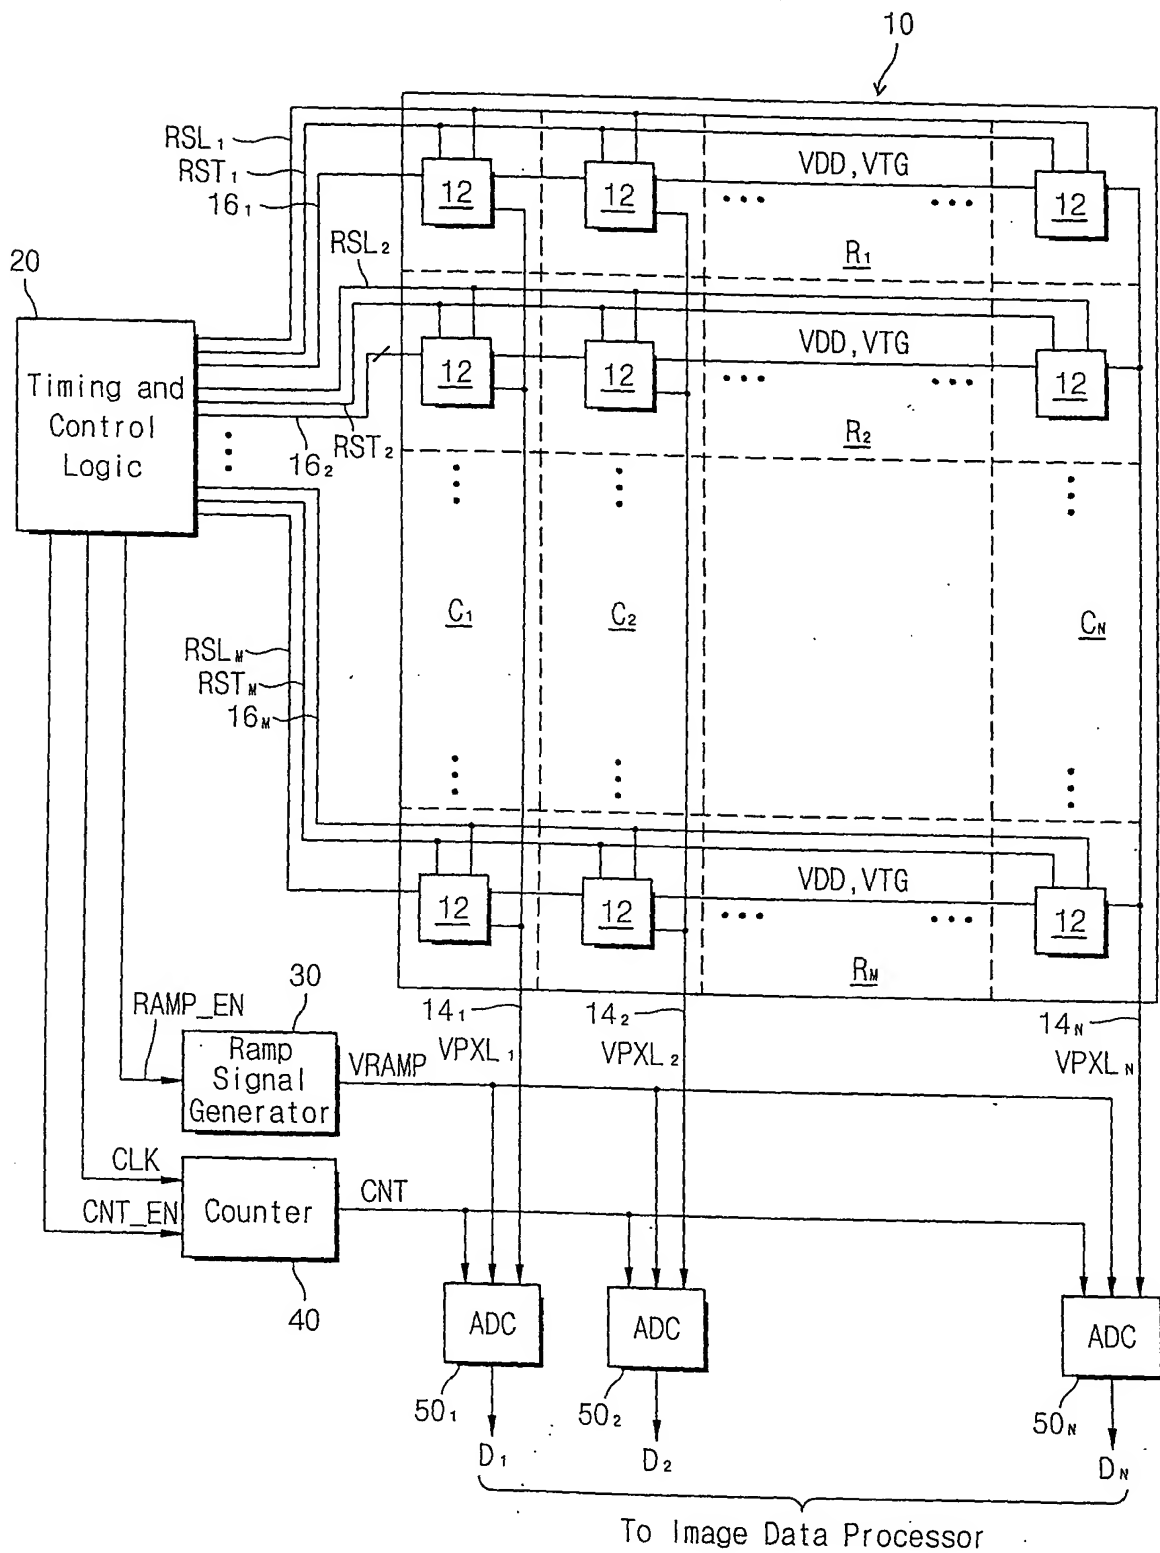 10
RSL₁
RST₁
16₁
12
12
VDD,VTG
12
R₁
20
RSL₂
Timing and
Control
Logic
12
12
VDD,VTG
12
RST₂
16₂
R₂
C₁
C₂
C_N
RSL_M
RST_M
16_M
12
12
VDD,VTG
12
R_M
RAMP_EN
30
Ramp
Signal
Generator
VRAMP
14₁
VPXL₁
14₂
VPXL₂
14_N
VPXL_N
CLK
CNT_EN
Counter
CNT
40
ADC
ADC
ADC
50₁
50₂
50_N
D₁
D₂
D_N
To Image Data Processor